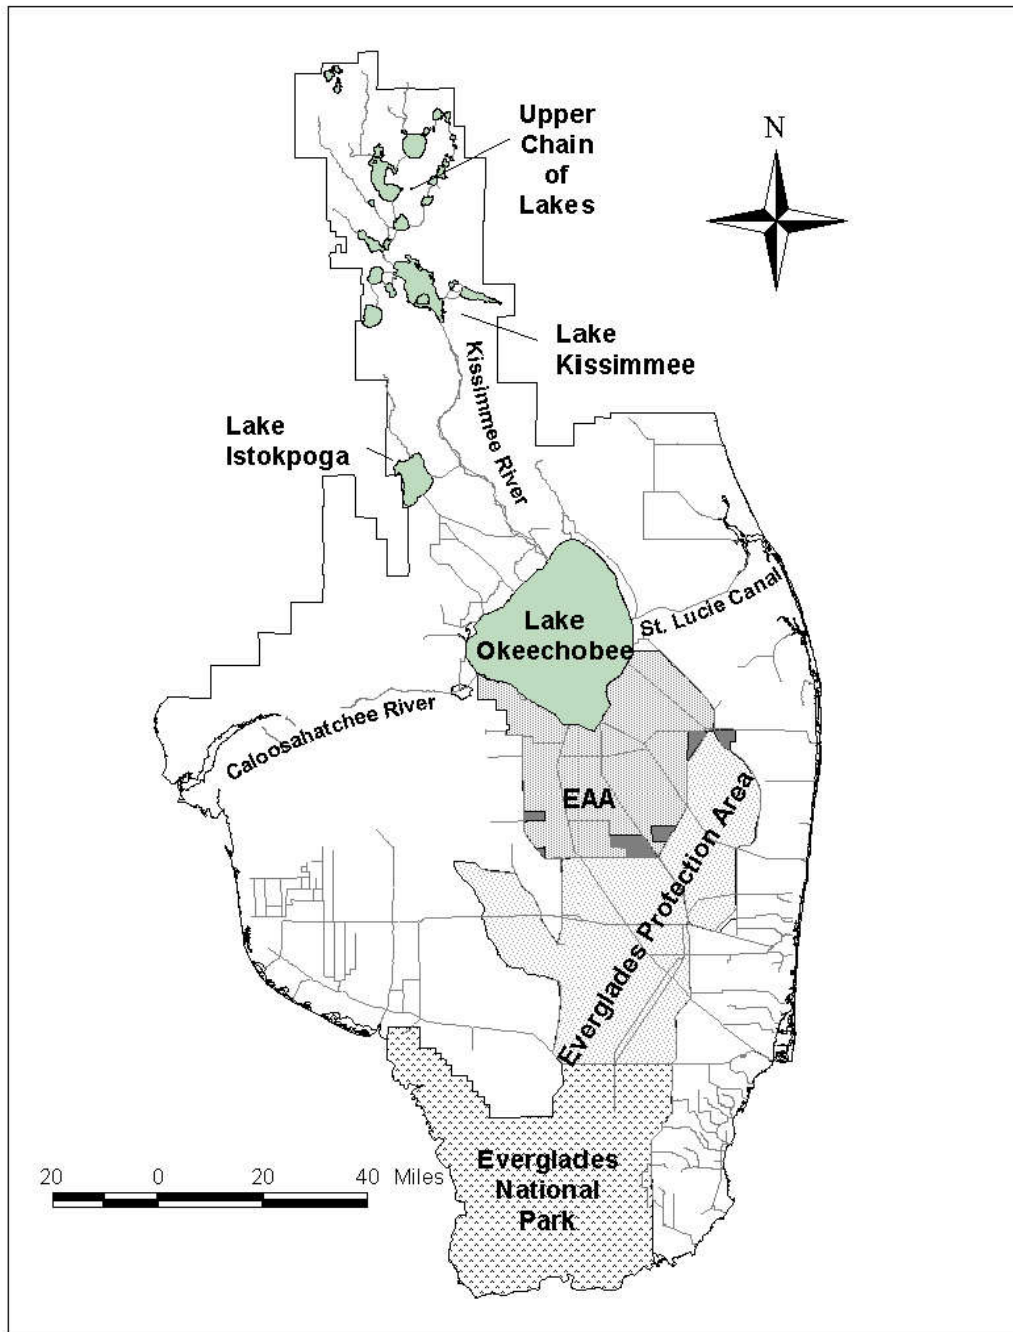 Upper
Chain
of
Lakes
N
Lake
Kissimmee
Kissimmee River
Lake
Istokpoga
Lake
Okeechobee
St. Lucie Canal
Caloosahatchee River
EAA
Everglades Protection Area
Everglades
National
Park
20 0 20 40 Miles